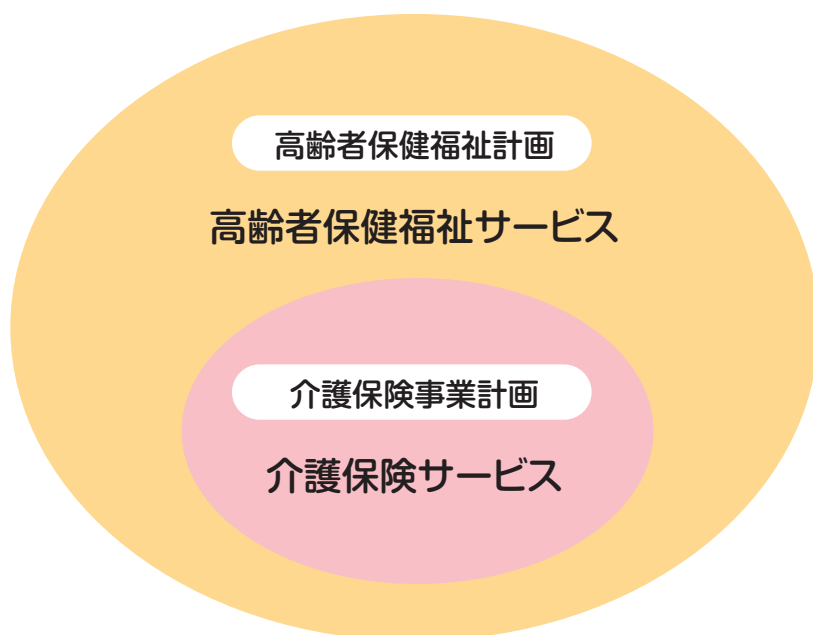 高齢者保健福祉計画
高齢者保健福祉サービス
介護保険事業計画
介護保険サービス